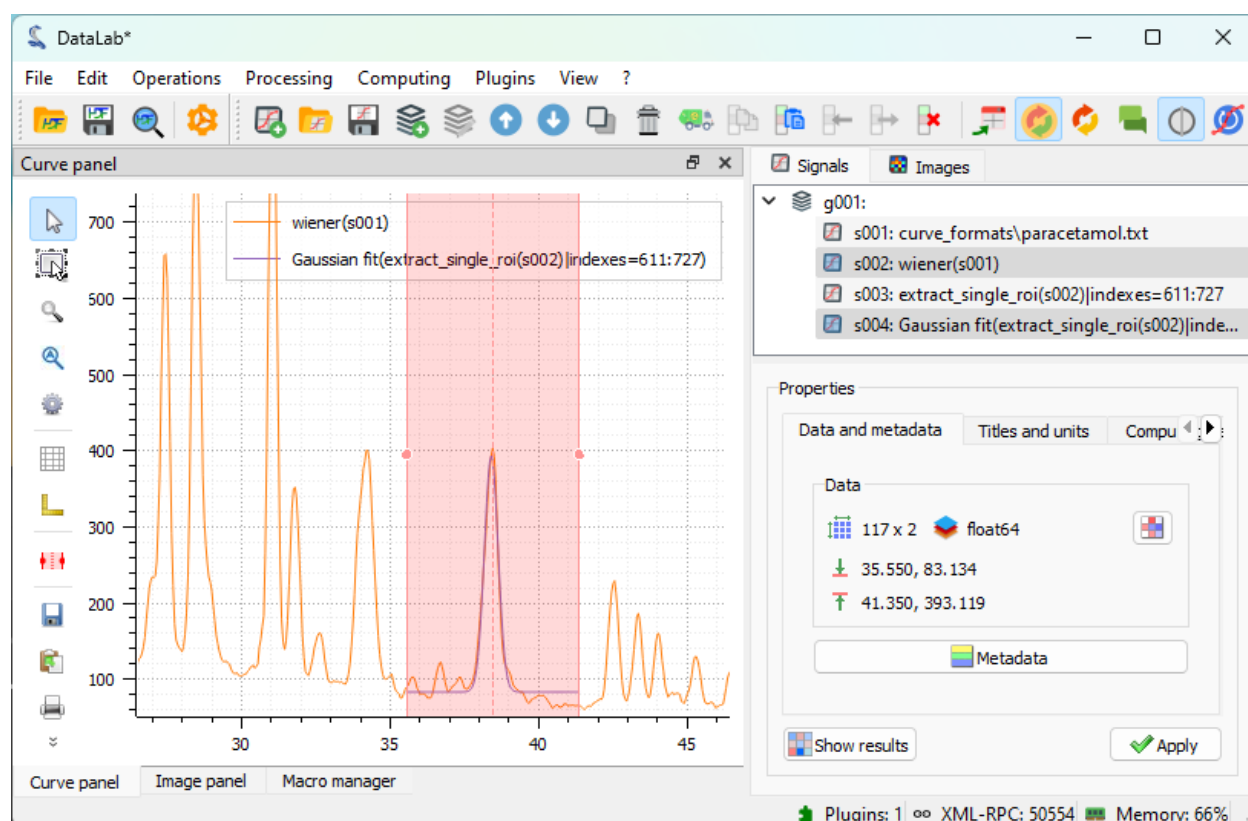 DataLab*
File Edit Operations Processing Computing Plugins View ?
Curve panel
700
600
500
400
300
200
100
30 35 40 45
wiener(s001)
Gaussian fit(extract_single_roi(s002)|indexes=611:727)
Curve panel Image panel Macro manager
Signals Images
g001:
s001: curve_formats\paracetamol.txt
s002: wiener(s001)
s003: extract_single_roi(s002)|indexes=611:727
s004: Gaussian fit(extract_single_roi(s002)|inde...
Properties
Data and metadata Titles and units Compu
Data
117 x 2 float64
35.550, 83.134
41.350, 393.119
Metadata
Show results Apply
Plugins: 1 XML-RPC: 50554 Memory: 66%